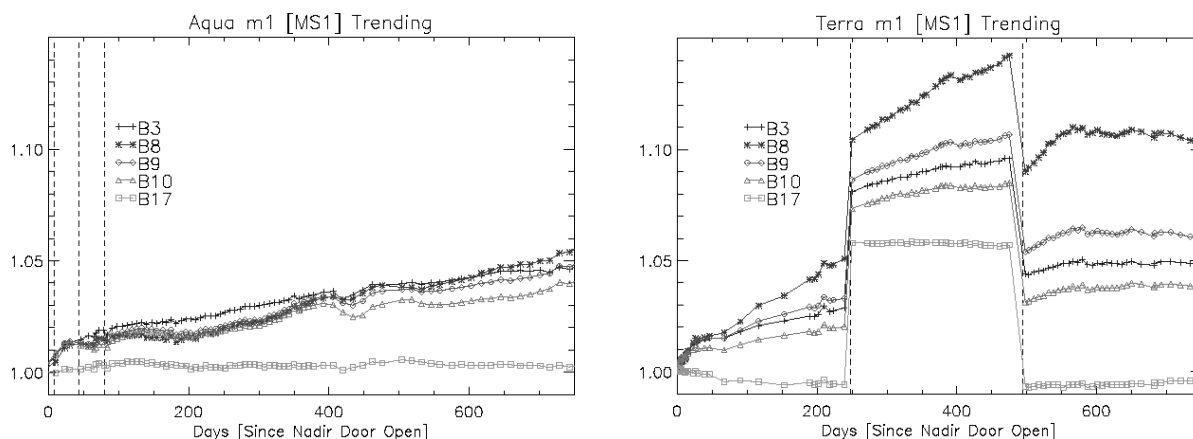 Aqua m1 [MS1] Trending
1.10
1.05
1.00
B3
B8
B9
B10
B17
0 200 400 600
Days [Since Nadir Door Open]
Terra m1 [MS1] Trending
1.10
1.05
1.00
B3
B8
B9
B10
B17
0 200 400 600
Days [Since Nadir Door Open]